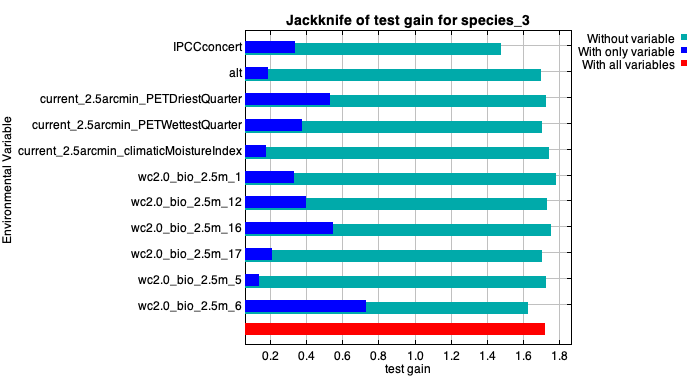 Jackknife of test gain for species_3
Without variable
With only variable
With all variables
Environmental Variable
IPCCconcert
alt
current_2.5arcmin_PETDriestQuarter
current_2.5arcmin_PETWettestQuarter
current_2.5arcmin_climaticMoistureIndex
wc2.0_bio_2.5m_1
wc2.0_bio_2.5m_12
wc2.0_bio_2.5m_16
wc2.0_bio_2.5m_17
wc2.0_bio_2.5m_5
wc2.0_bio_2.5m_6
0.2 0.4 0.6 0.8 1.0 1.2 1.4 1.6 1.8
test gain